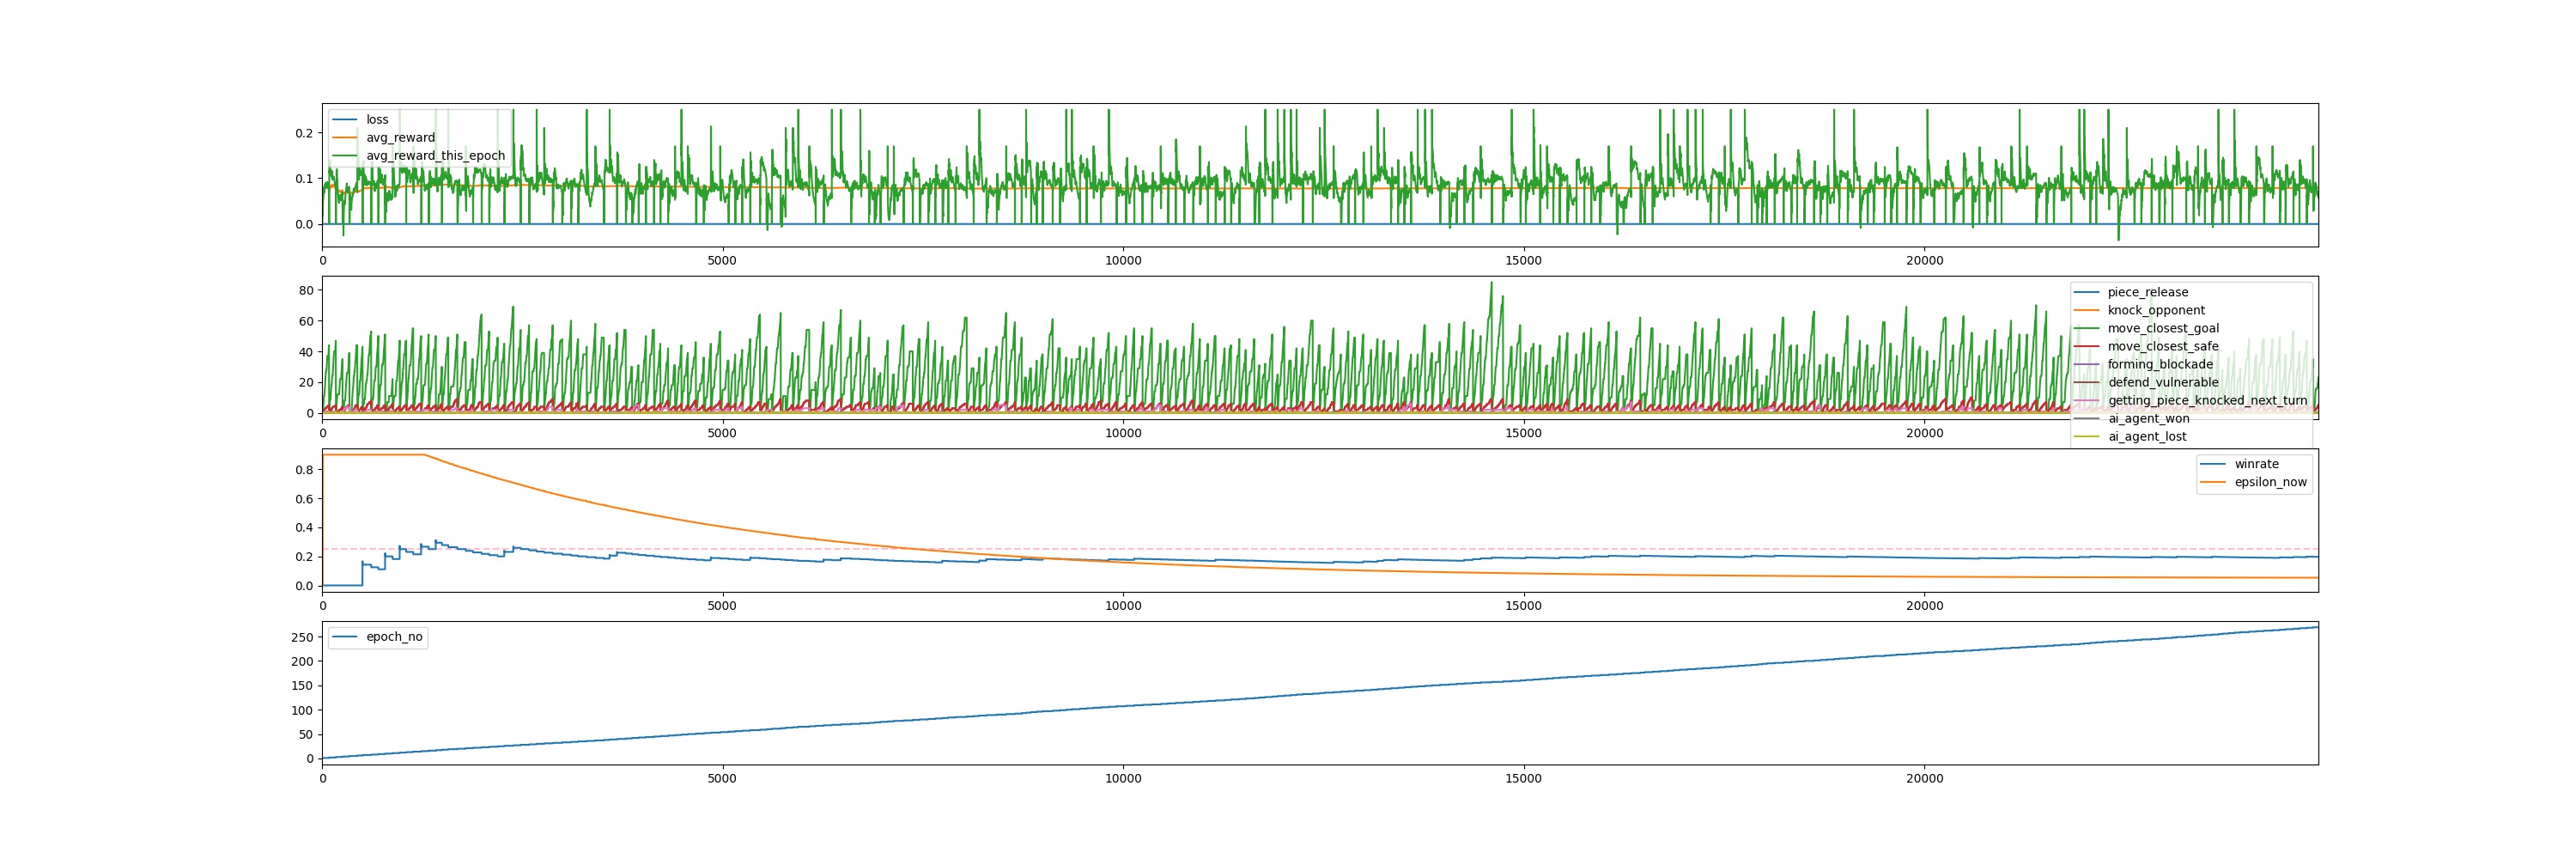 0.2
0.1
0.0
loss
avg_reward
avg_reward_this_epoch
0 5000 10000 15000 20000
80
60
40
20
0
piece_release
knock_opponent
move_closest_goal
move_closest_safe
forming_blockade
defend_vulnerable
getting_piece_knocked_next_turn
ai_agent_won
ai_agent_lost
0 5000 10000 15000 20000
0.8
0.6
0.4
0.2
0.0
winrate
epsilon_now
0 5000 10000 15000 20000
250
200
150
100
50
0
epoch_no
0 5000 10000 15000 20000